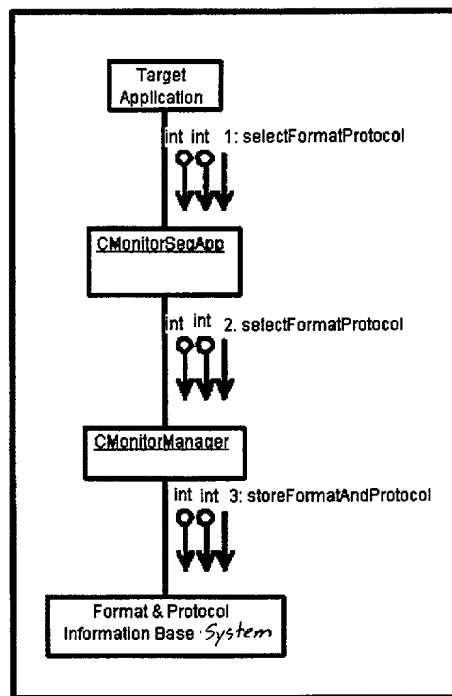 Target
Application
int int 1: selectFormatProtocol
CMonitorSeqApp
int int 2. selectFormatProtocol
CMonitorManager
int int 3: storeFormatAndProtocol
Format & Protocol
Information Base System